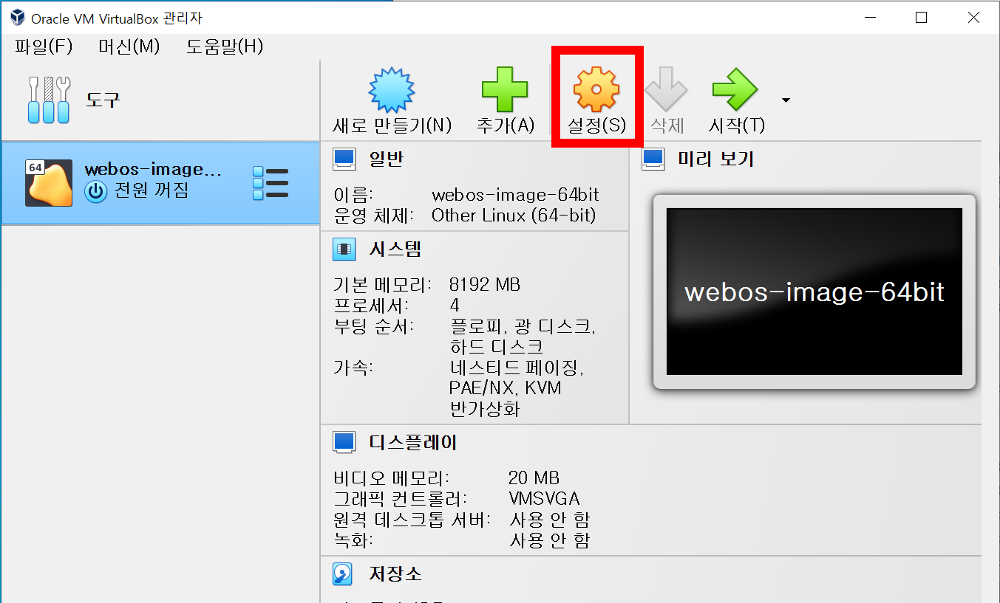 Oracle VM VirtualBox 관리자
파일(F) 머신(M) 도움말(H)
도구
새로 만들기(N) 추가(A) 설정(S) 삭제 시작(T)
64
webos-image...
전원 꺼짐
일반
이름: webos-image-64bit
운영 체제: Other Linux (64-bit)
시스템
기본 메모리: 8192 MB
프로세서: 4
부팅 순서: 플로피, 광 디스크,
하드 디스크
가속: 네스티드 페이징,
PAE/NX, KVM
반가상화
미리 보기
webos-image-64bit
디스플레이
비디오 메모리: 20 MB
그래픽 컨트롤러: VMSVGA
원격 데스크톱 서버: 사용 안 함
녹화: 사용 안 함
저장소